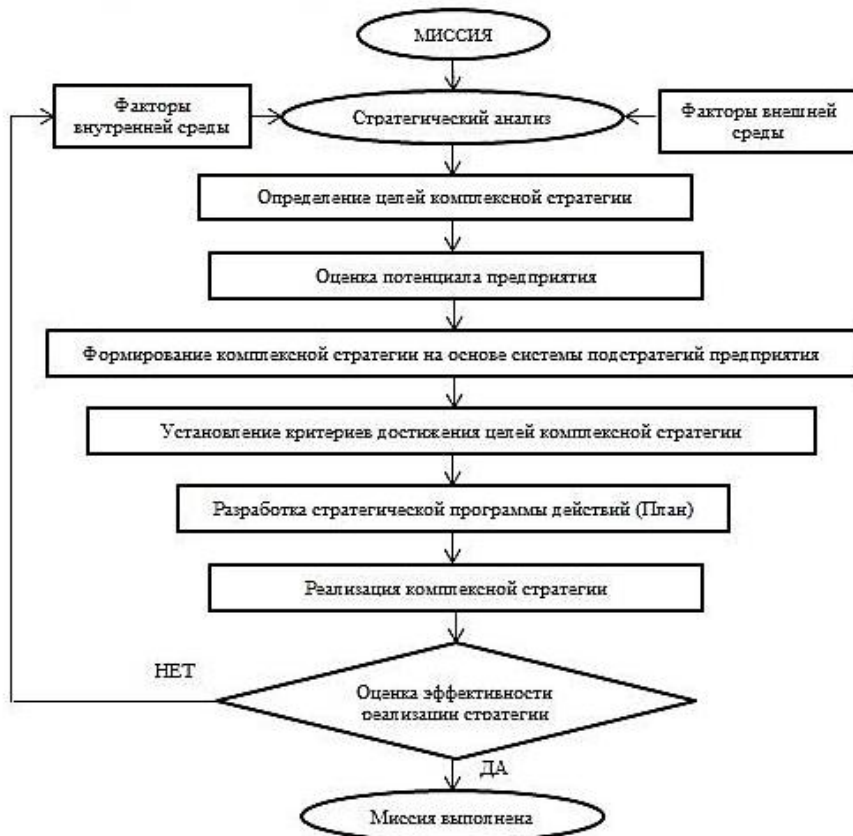 МИССИЯ
Факторы
внутренней среды
Стратегический анализ
Факторы внешней
среды
Определение целей комплексной стратегии
Оценка потенциала предприятия
Формирование комплексной стратегии на основе системы подстратегий предприятия
Установление критериев достижения целей комплексной стратегии
Разработка стратегической программы действий (План)
Реализация комплексной стратегии
НЕТ
Оценка эффективности
реализации стратегии
ДА
Миссия выполнена